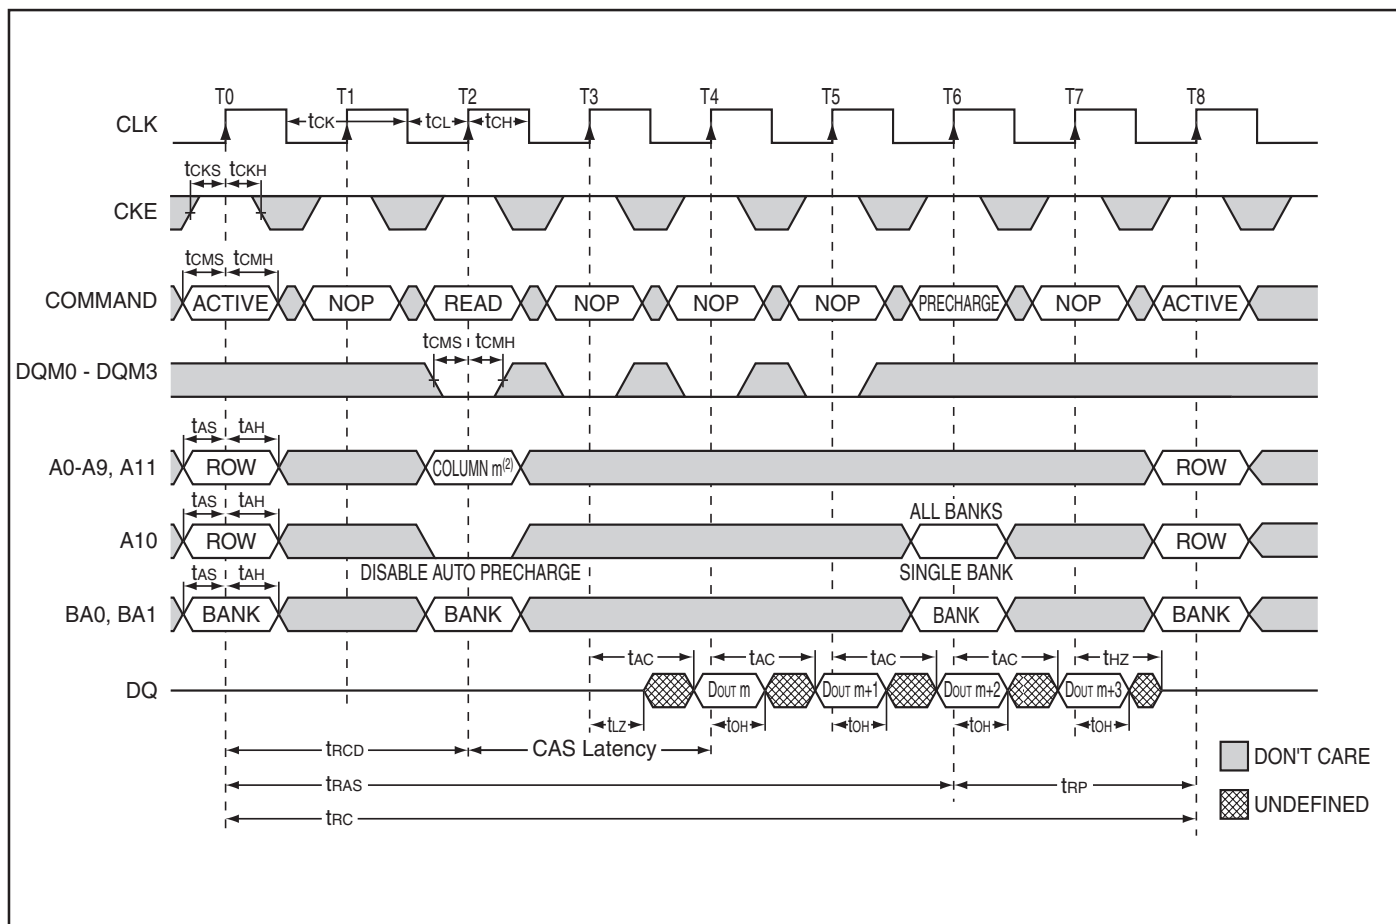 T0 T1 T2 T3 T4 T5 T6 T7 T8
CLK tCK tCL tCH
tCKS tCKH
CKE
tCMS tCMH
COMMAND ACTIVE NOP READ NOP NOP NOP PRECHARGE NOP ACTIVE
tCMS tCMH
DQM0 - DQM3
tAS tAH
A0-A9, A11 ROW COLUMN m(2) ROW
tAS tAH ALL BANKS
A10 ROW ROW
DISABLE AUTO PRECHARGE SINGLE BANK
tAS tAH
BA0, BA1 BANK BANK BANK BANK
tAC tAC tAC tAC tHZ
DQ DOUT m DOUT m+1 DOUT m+2 DOUT m+3
tLZ tOH tOH tOH tOH
tRCD CAS Latency
DON'T CARE
tRAS tRP
UNDEFINED
tRC